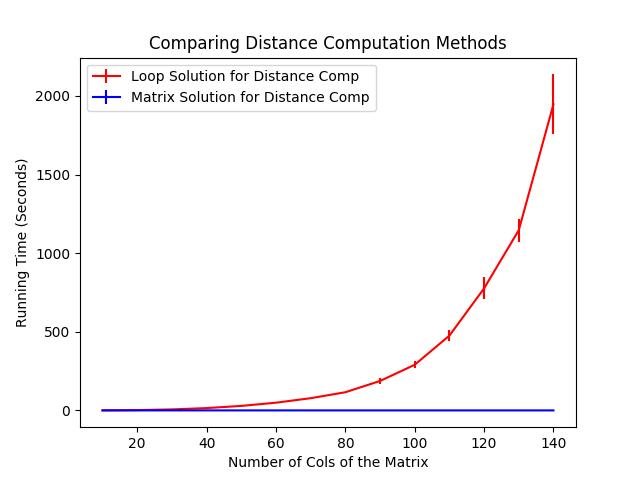 Comparing Distance Computation Methods
Loop Solution for Distance Comp
Matrix Solution for Distance Comp
Running Time (Seconds)
2000
1500
1000
500
0
20 40 60 80 100 120 140
Number of Cols of the Matrix